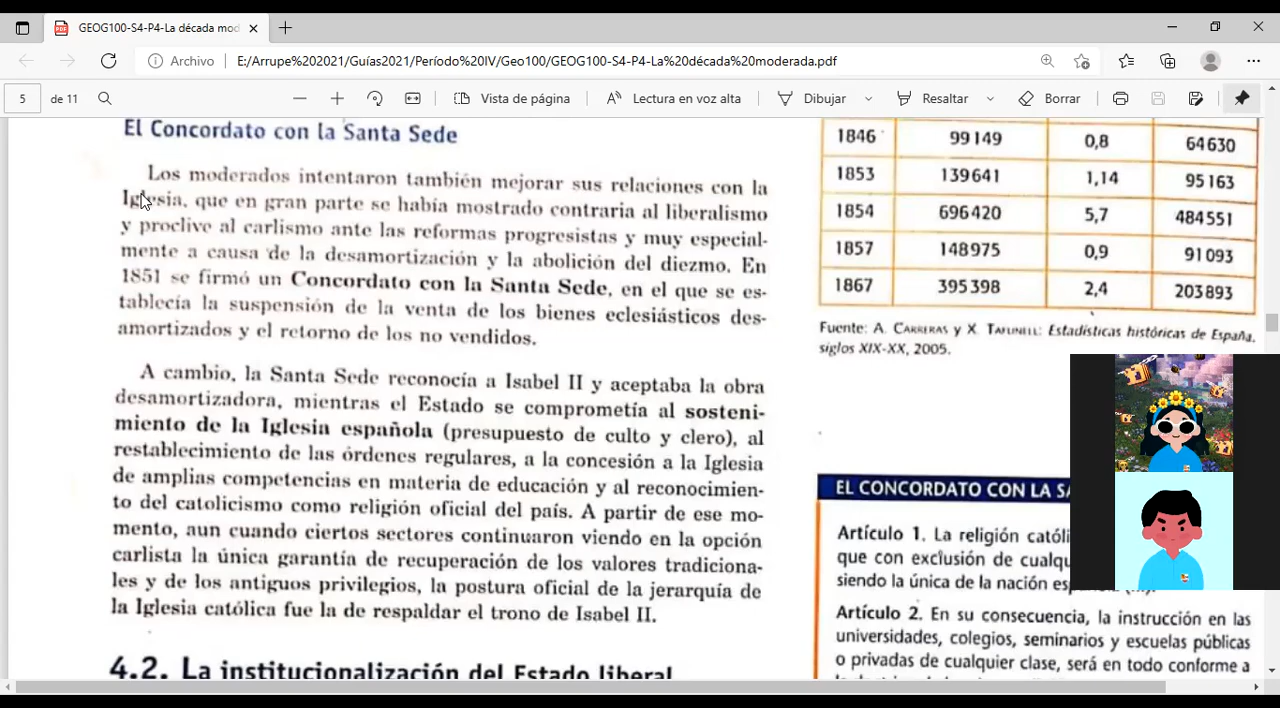 GEOG100-S4-P4-La década mod
Archivo
E:/Arrupe%202021/Guías2021/Período%20IV/Geo100/GEOG100-S4-P4-La%20década%20moderada.pdf
5
de 11
Vista de página
Lectura en voz alta
Dibujar
Resaltar
Borrar
El Concordato con la Santa Sede
Los moderados intentaron también mejorar sus relaciones con la
Iglesia, que en gran parte se había mostrado contraria al liberalismo
y proclive al carlismo ante las reformas progresistas y muy especial-
mente a causa de la desamortización y la abolición del diezmo. En
1851 se firmó un Concordato con la Santa Sede, en el que se es-
tablecía la suspensión de la venta de los bienes eclesiásticos des-
amortizados y el retorno de los no vendidos.
A cambio, la Santa Sede reconocía a Isabel II y aceptaba la obra
desamortizadora, mientras el Estado se comprometía al sosteni-
miento de la Iglesia española (presupuesto de culto y clero), al
restablecimiento de las órdenes regulares, a la concesión a la Iglesia
de amplias competencias en materia de educación y al reconocimien-
to del catolicismo como religión oficial del país. A partir de ese mo-
mento, aun cuando ciertos sectores continuaron viendo en la opción
carlista la única garantía de recuperación de los valores tradiciona-
les y de los antiguos privilegios, la postura oficial de la jerarquía de
la Iglesia católica fue la de respaldar el trono de Isabel II.
4.2. La institucionalización del Estado liberal
1846 99149 0,8 64630
1853 139641 1,14 95163
1854 696420 5,7 484551
1857 148975 0,9 91093
1867 395398 2,4 203893
Fuente: A. CARRERAS y X. TAFUNELL: Estadísticas históricas de España,
siglos XIX-XX, 2005.
EL CONCORDATO CON LA SA
Artículo 1. La religión catól
que con exclusión de cualqu
siendo la única de la nación es
Artículo 2. En su consecuencia, la instrucción en las
universidades, colegios, seminarios y escuelas públicas
o privadas de cualquier clase, será en todo conforme a